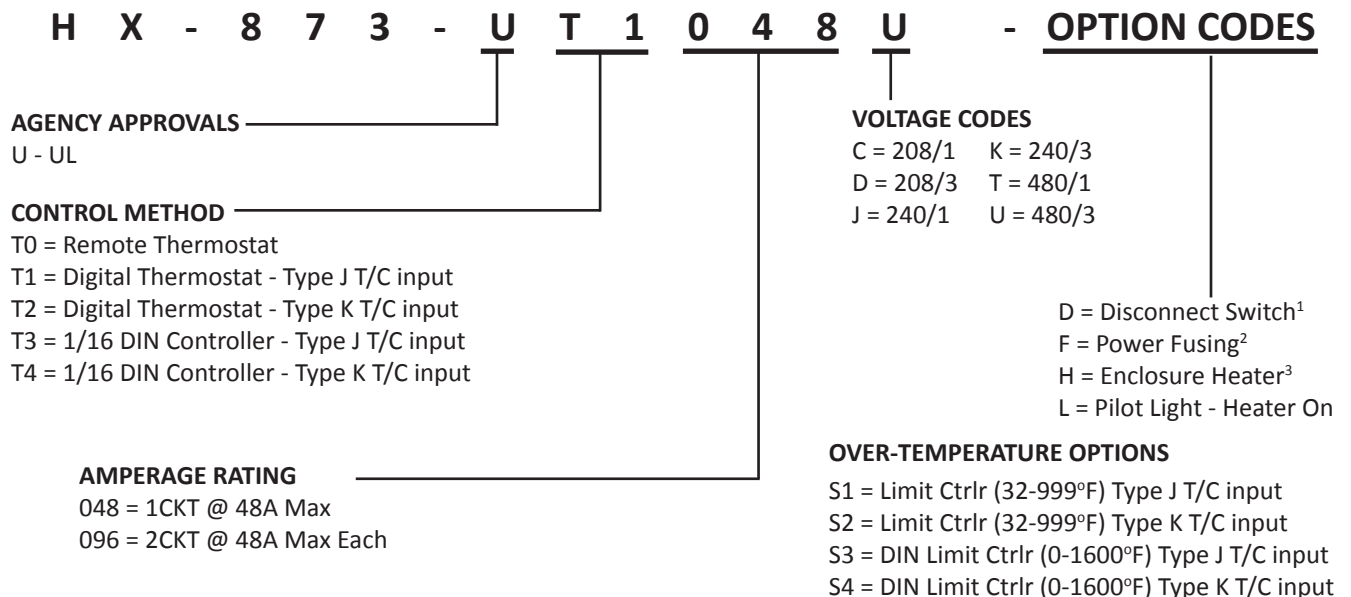 H X - 8 7 3 - U T 1 0 4 8 U - OPTION CODES
AGENCY APPROVALS
U - UL
CONTROL METHOD
T0 = Remote Thermostat
T1 = Digital Thermostat - Type J T/C input
T2 = Digital Thermostat - Type K T/C input
T3 = 1/16 DIN Controller - Type J T/C input
T4 = 1/16 DIN Controller - Type K T/C input
AMPERAGE RATING
048 = 1CKT @ 48A Max
096 = 2CKT @ 48A Max Each
VOLTAGE CODES
C = 208/1 K = 240/3
D = 208/3 T = 480/1
J = 240/1 U = 480/3
D = Disconnect Switch¹
F = Power Fusing²
H = Enclosure Heater³
L = Pilot Light - Heater On
OVER-TEMPERATURE OPTIONS
S1 = Limit Ctrlr (32-999°F) Type J T/C input
S2 = Limit Ctrlr (32-999°F) Type K T/C input
S3 = DIN Limit Ctrlr (0-1600°F) Type J T/C input
S4 = DIN Limit Ctrlr (0-1600°F) Type K T/C input